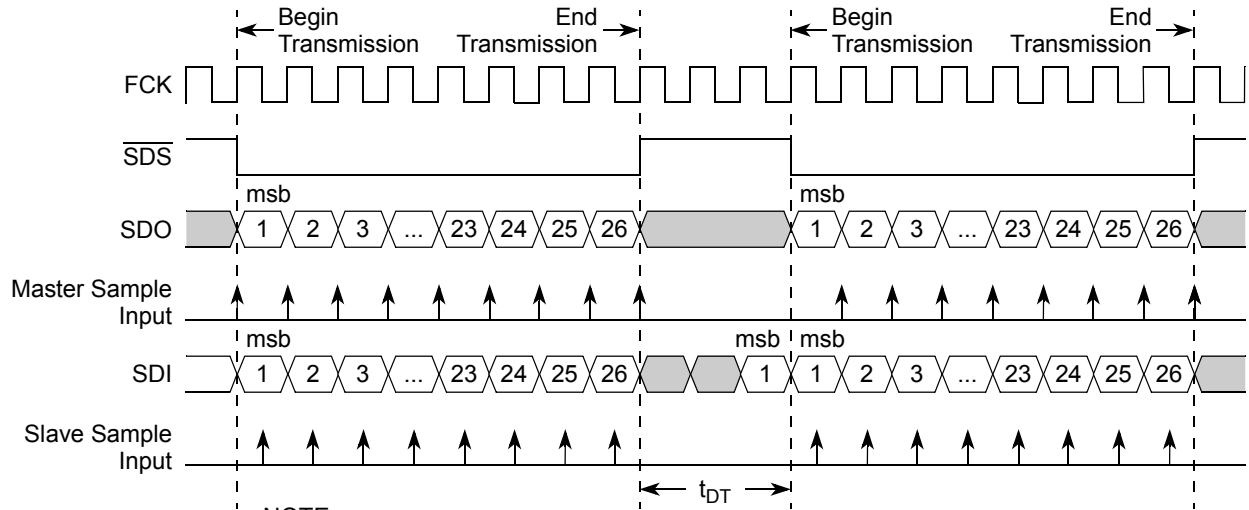 Begin Transmission End Transmission Begin Transmission End Transmission
FCK
SDS
msb msb
SDO 1 2 3 ... 23 24 25 26 1 2 3 ... 23 24 25 26
Master Sample Input
msb msb msb
SDI 1 2 3 ... 23 24 25 26 1 1 2 3 ... 23 24 25 26
Slave Sample Input
tDT
NOTE